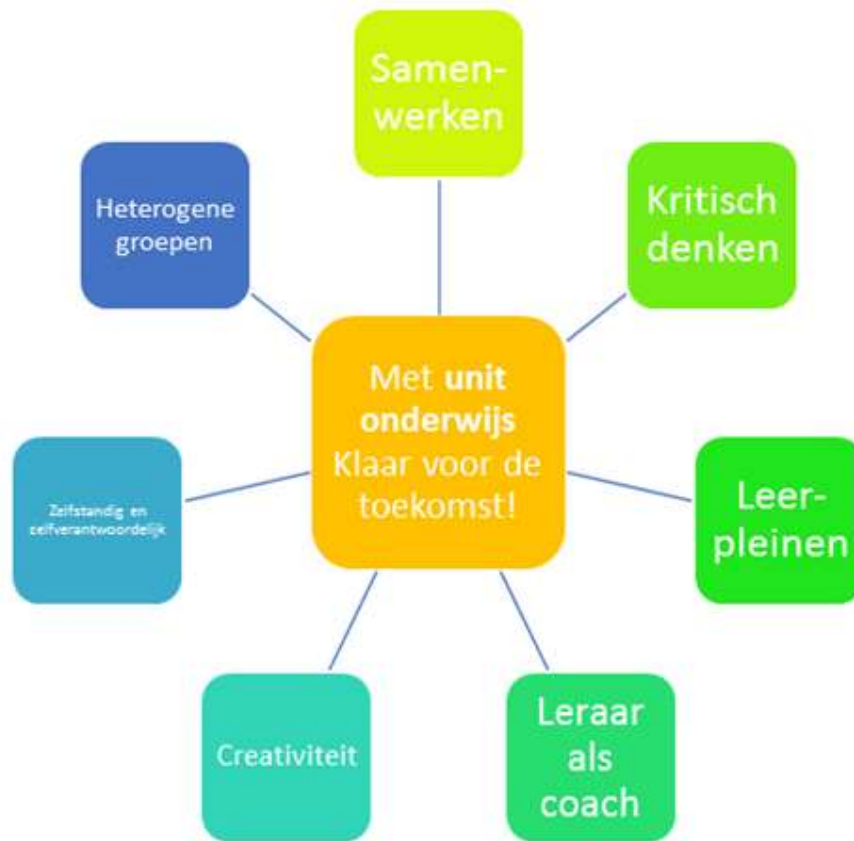 Samen-
werken
Kritisch
denken
Heterogene
groepen
Met unit
onderwijs
Klaar voor de
toekomst!
Leer-
pleinen
Zelfstandig en
zelfverantwoordelijk
Creativiteit
Leraar
als
coach